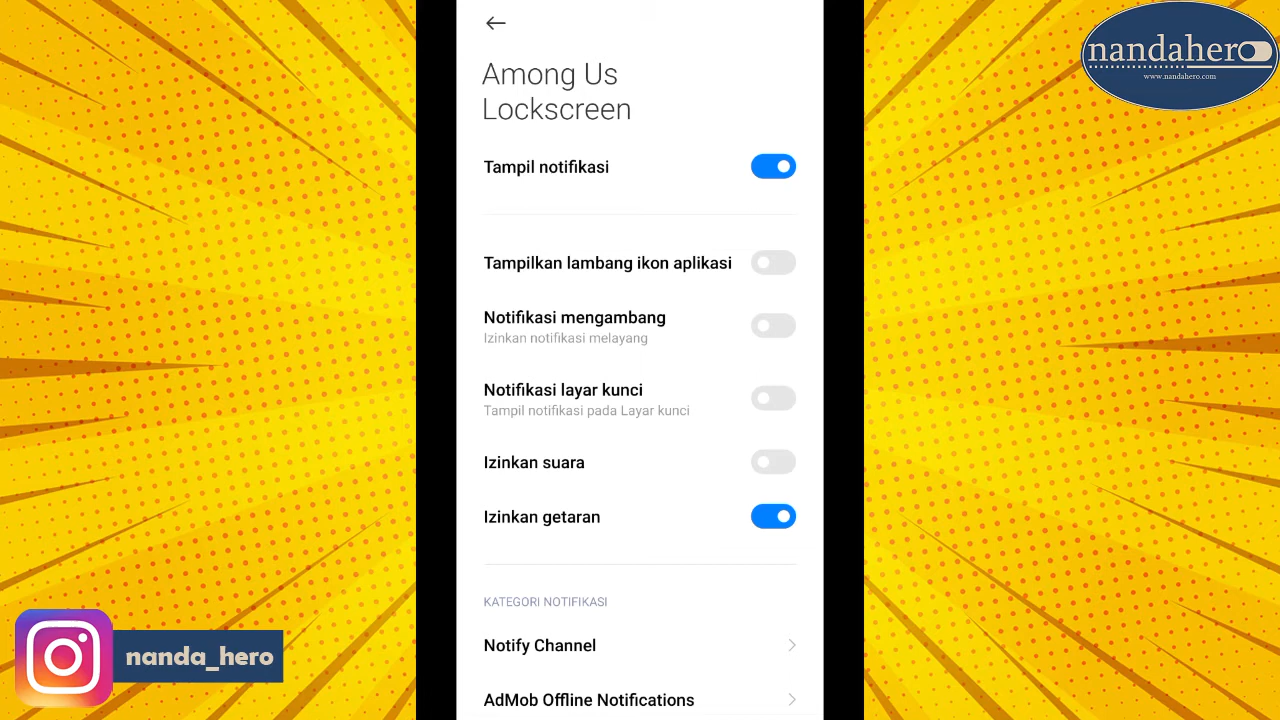 Among Us
Lockscreen
Tampil notifikasi
Tampilkan lambang ikon aplikasi
Notifikasi mengambang
Izinkan notifikasi melayang
Notifikasi layar kunci
Tampil notifikasi pada Layar kunci
Izinkan suara
Izinkan getaran
KATEGORI NOTIFIKASI
Notify Channel
AdMob Offline Notifications
nandahero
www.nandahero.com
nanda_hero